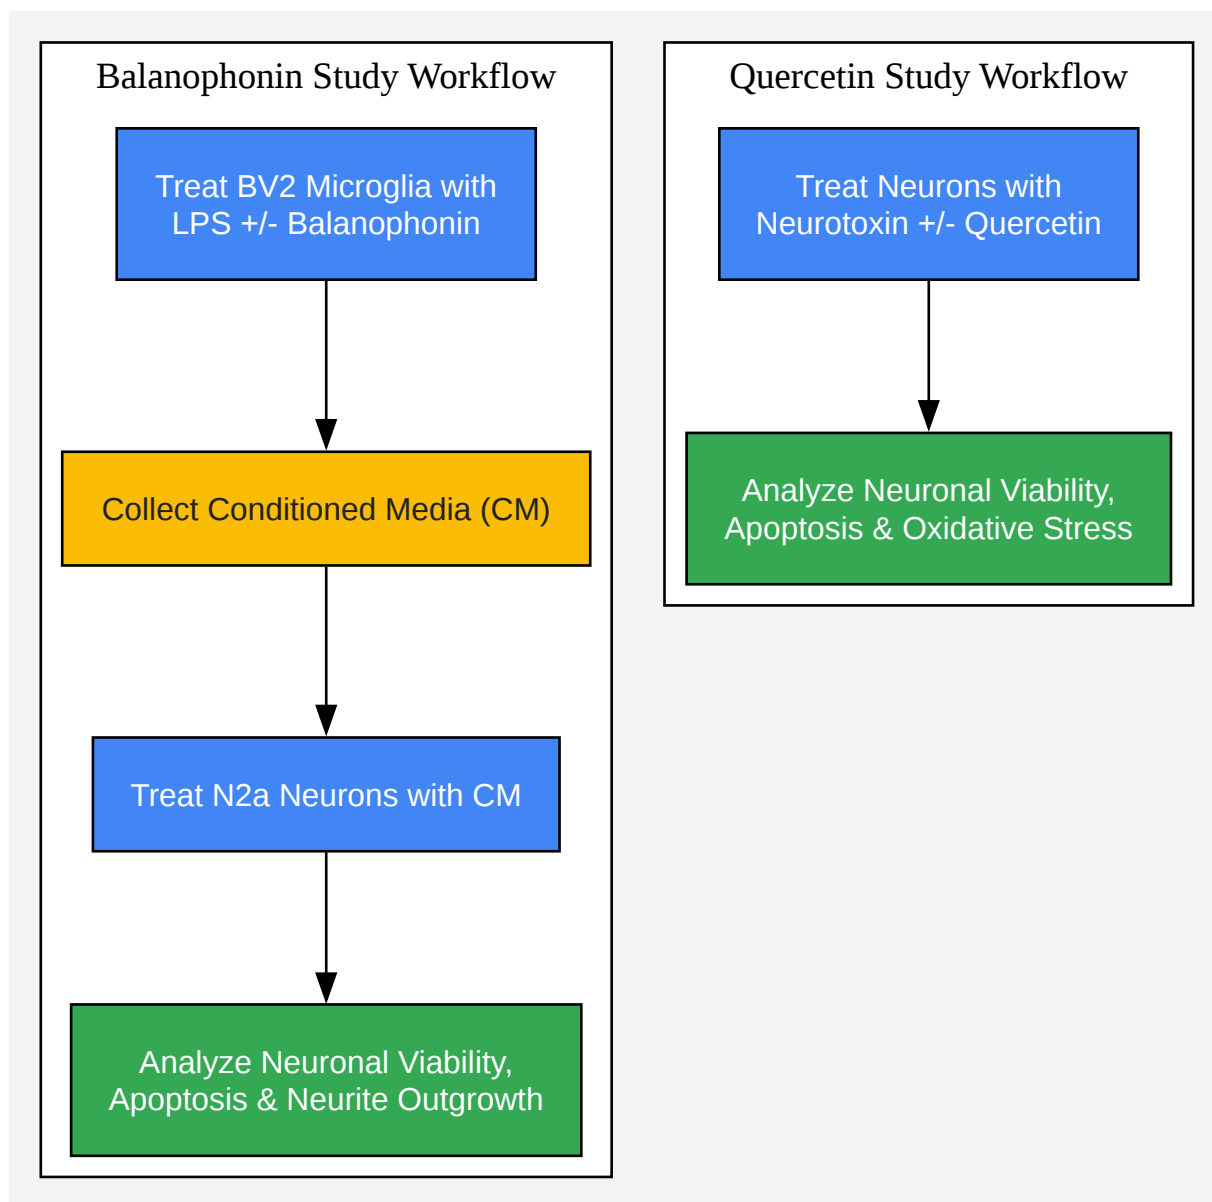 Balanophonin Study Workflow
Treat BV2 Microglia with
LPS +/- Balanophonin
Collect Conditioned Media (CM)
Treat N2a Neurons with CM
Analyze Neuronal Viability,
Apoptosis & Neurite Outgrowth
Quercetin Study Workflow
Treat Neurons with
Neurotoxin +/- Quercetin
Analyze Neuronal Viability,
Apoptosis & Oxidative Stress